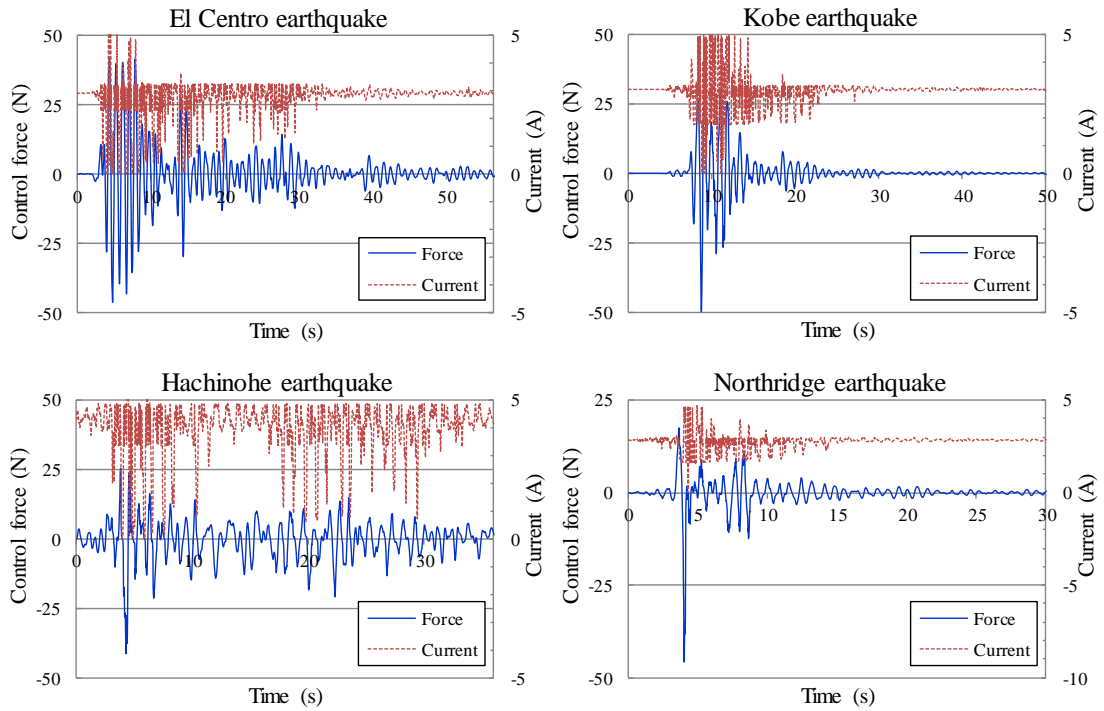 El Centro earthquake
50
25
0
-25
-50
Control force (N)
5
0
-5
Current (A)
0 10 20 30 40 50
Time (s)
Force
Current
Kobe earthquake
50
25
0
-25
-50
Control force (N)
5
0
-5
Current (A)
0 10 20 30 40 50
Time (s)
Force
Current
Hachinohe earthquake
50
25
0
-25
-50
Control force (N)
5
0
-5
Current (A)
0 10 20 30
Time (s)
Force
Current
Northridge earthquake
25
0
-25
-50
Control force (N)
5
0
-5
-10
Current (A)
0 5 10 15 20 25 30
Time (s)
Force
Current